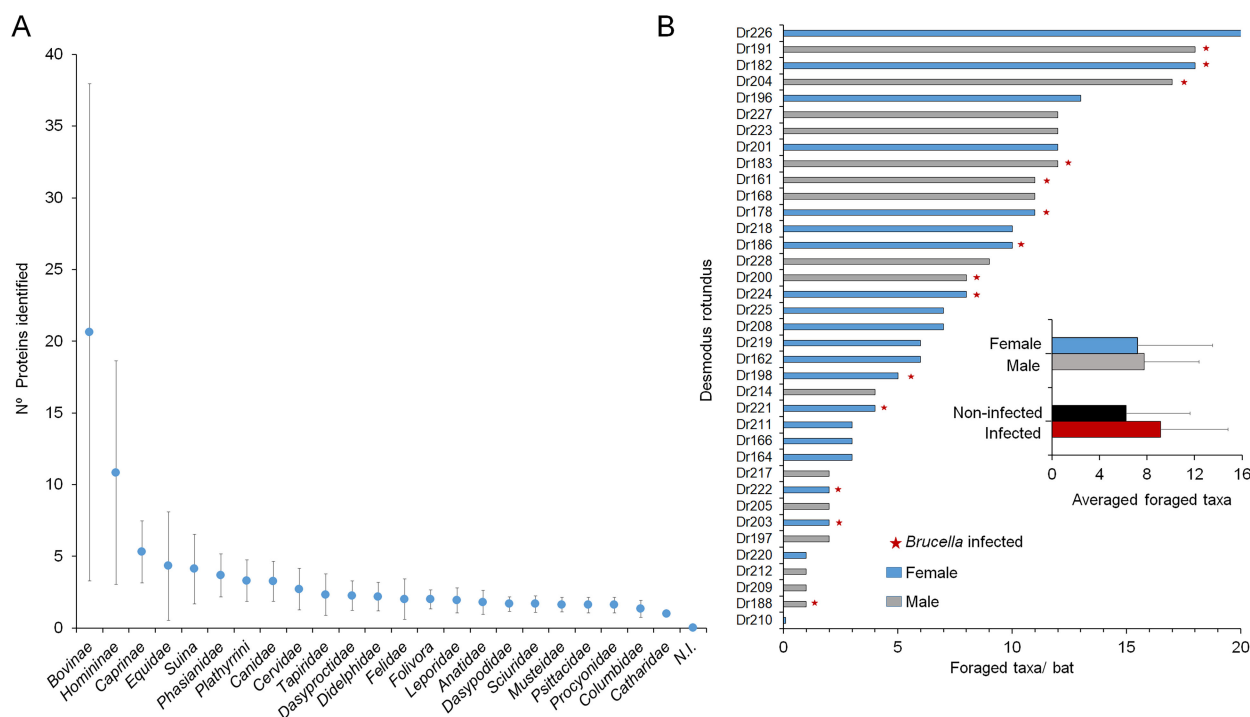 A
40
35
30
25
20
15
10
5
0
Nº Proteins identified
Bovinae
Homininae
Caprinae
Equidae
Suina
Phasianidae
Plathyrrini
Canidae
Cervidae
Tapiridae
Dasyproctidae
Didelphidae
Felidae
Folivora
Leporidae
Anatidae
Dasypodidae
Sciuridae
Musteidae
Psittacidae
Procyonidae
Columbidae
Catharidae
N.I.
B
Desmodus rotundus
Dr226
Dr191
Dr182
Dr204
Dr196
Dr227
Dr223
Dr201
Dr183
Dr161
Dr168
Dr178
Dr218
Dr186
Dr228
Dr200
Dr224
Dr225
Dr208
Dr219
Dr162
Dr198
Dr214
Dr221
Dr211
Dr166
Dr164
Dr217
Dr222
Dr205
Dr203
Dr197
Dr220
Dr212
Dr209
Dr188
Dr210
0 5 10 15 20
Foraged taxa/ bat
Female
Male
Non-infected
Infected
0 4 8 12 16
Averaged foraged taxa
Brucella infected
Female
Male